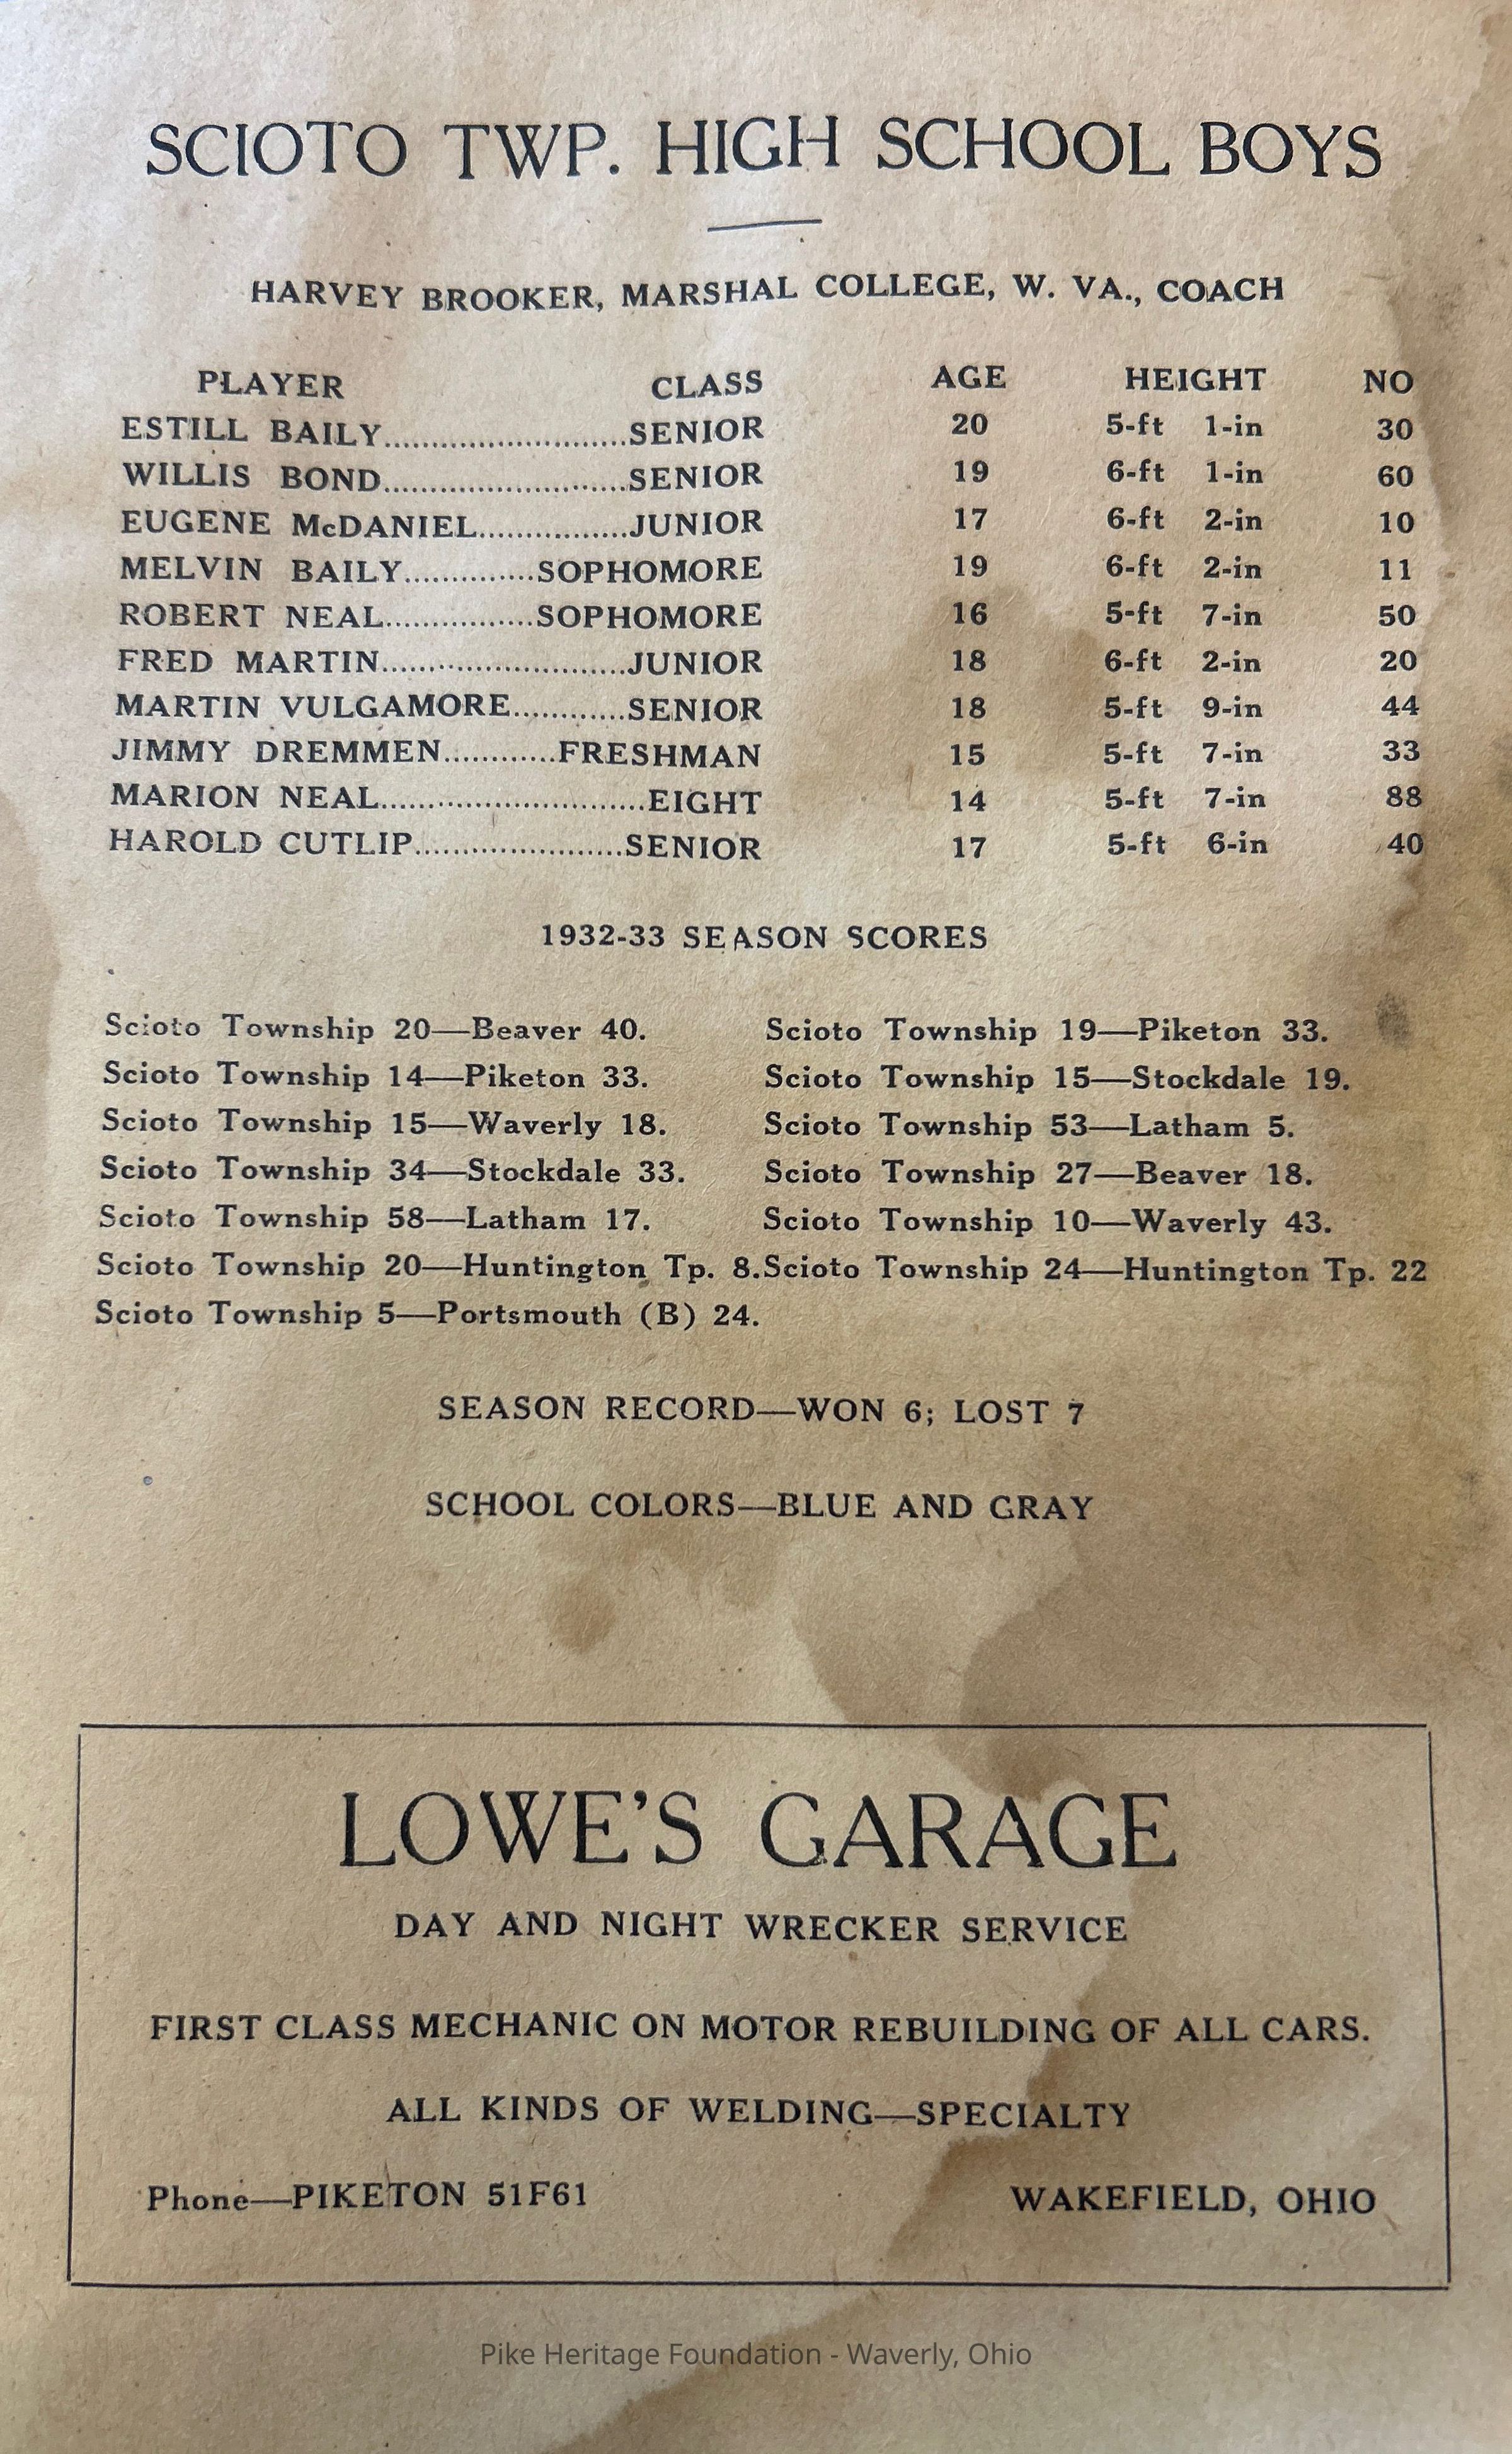 SCIOTO TWP. HIGH SCHOOL BOYS
HARVEY BROOKER, MARSHAL COLLEGE, W. VA., COACH
PLAYER CLASS AGE HEIGHT NO
ESTILL BAILY..........................SENIOR 20 5-ft 1-in 30
WILLIS BOND..........................SENIOR 19 6-ft 1-in 60
EUGENE McDANIEL................JUNIOR 17 6-ft 2-in 10
MELVIN BAILY..............SOPHOMORE 19 6-ft 2-in 11
ROBERT NEAL................SOPHOMORE 16 5-ft 7-in 50
FRED MARTIN..........................JUNIOR 18 6-ft 2-in 20
MARTIN VULGAMORE............SENIOR 18 5-ft 9-in 44
JIMMY DREMMEN............FRESHMAN 15 5-ft 7-in 33
MARION NEAL............................EIGHT 14 5-ft 7-in 88
HAROLD CUTLIP......................SENIOR 17 5-ft 6-in 40
1932-33 SEASON SCORES
Scioto Township 20—Beaver 40. Scioto Township 19—Piketon 33.
Scioto Township 14—Piketon 33. Scioto Township 15—Stockdale 19.
Scioto Township 15—Waverly 18. Scioto Township 53—Latham 5.
Scioto Township 34—Stockdale 33. Scioto Township 27—Beaver 18.
Scioto Township 58—Latham 17. Scioto Township 10—Waverly 43.
Scioto Township 20—Huntington Tp. 8. Scioto Township 24—Huntington Tp. 22
Scioto Township 5—Portsmouth (B) 24.
SEASON RECORD—WON 6; LOST 7
SCHOOL COLORS—BLUE AND GRAY
LOWE'S GARAGE
DAY AND NIGHT WRECKER SERVICE
FIRST CLASS MECHANIC ON MOTOR REBUILDING OF ALL CARS.
ALL KINDS OF WELDING—SPECIALTY
Phone—PIKETON 51F61 WAKEFIELD, OHIO
Pike Heritage Foundation - Waverly, Ohio